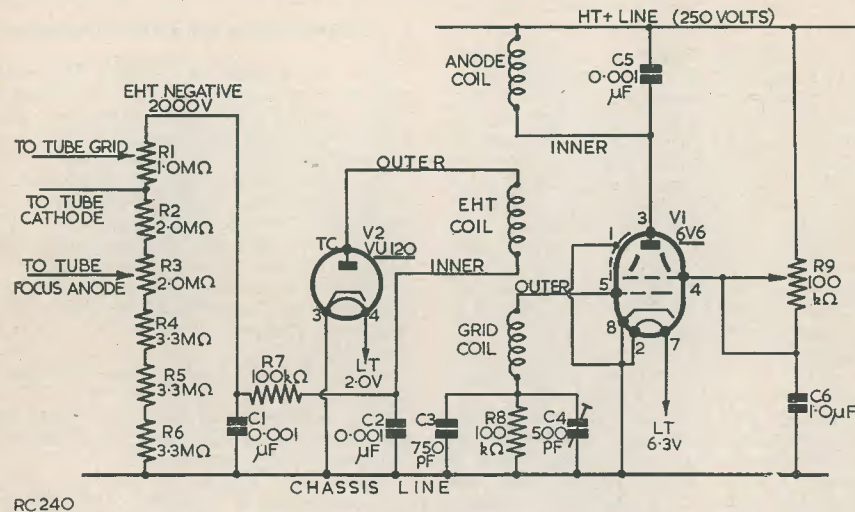 HT+ LINE (250 VOLTS)
ANODE
COIL
C5
0·001
µF
EHT NEGATIVE
2000V
TO TUBE GRID
R1
1·0MΩ
INNER
OUTER
TO TUBE
CATHODE
R2
2·0MΩ
EHT
COIL
3
V1
6V6
1
TC
V2
VU120
TO TUBE
FOCUS ANODE
R3
2·0MΩ
INNER
R9
100
kΩ
OUTER
5
4
3
4
R4
3·3MΩ
GRID
COIL
8
2
7
LT
2·0V
R7
100kΩ
R5
3·3MΩ
C6
1·0µF
C1
0·001
µF
C2
0·001
µF
C3
750
PF
R8
100
kΩ
C4
500
PF
LT
6·3V
R6
3·3MΩ
CHASSIS LINE
RC240